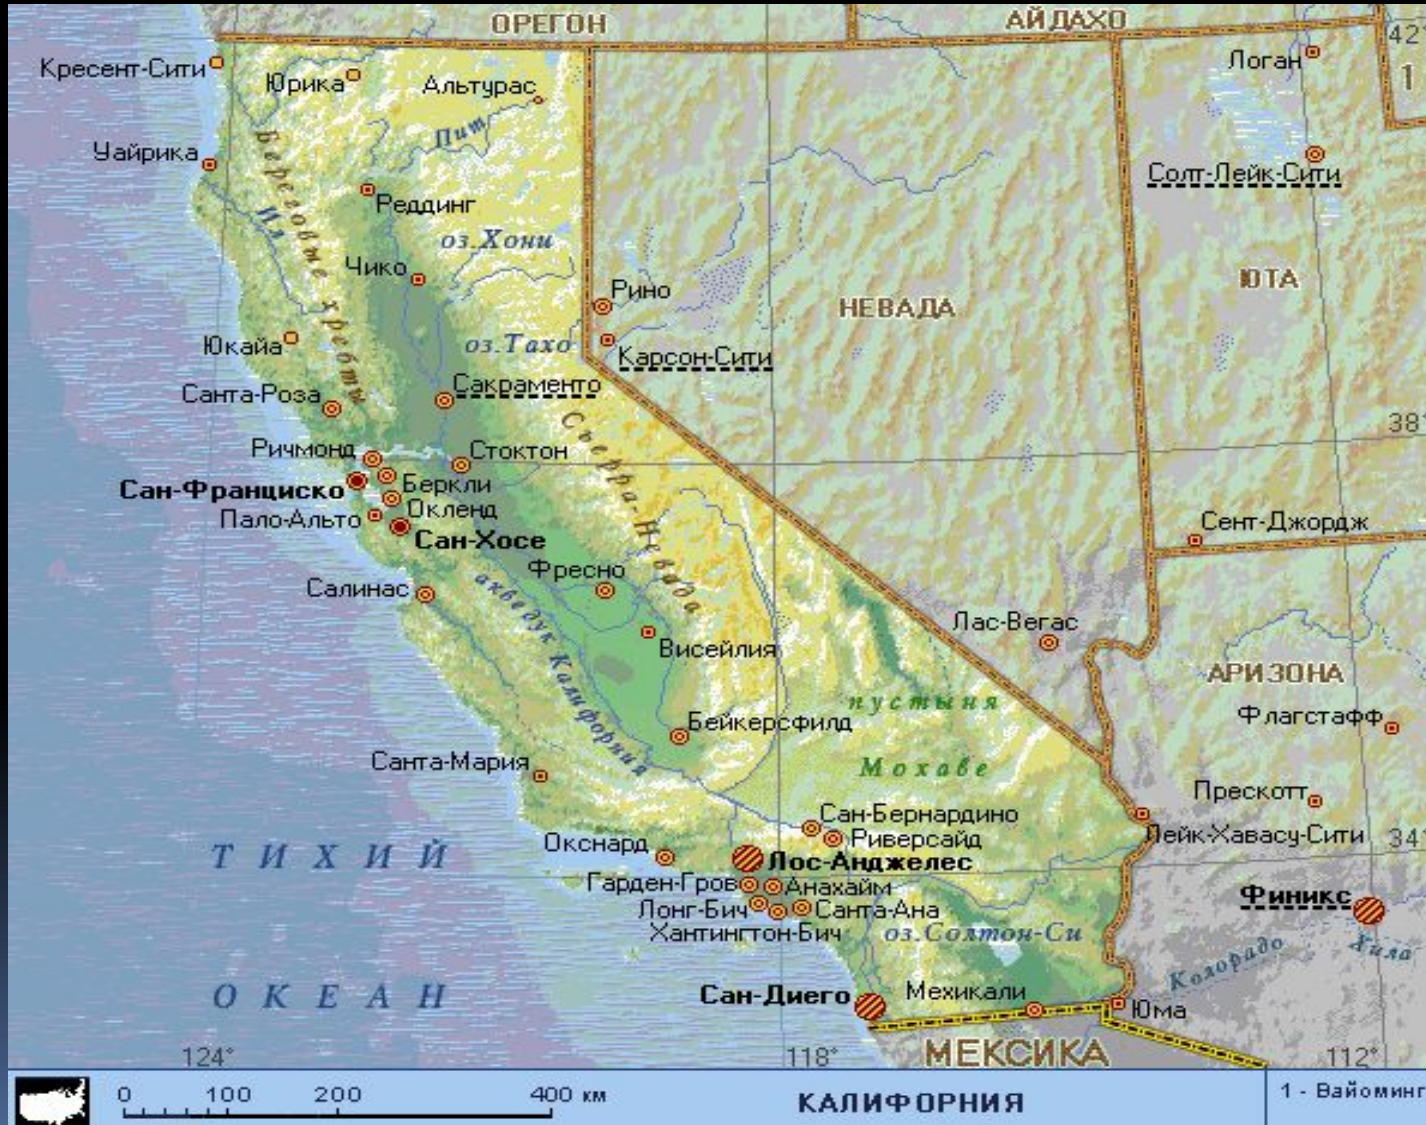 ОРЕГОН
АЙДАХО
42°
Кресент-Сити
Юрика
Альтурас
Логан
1
Пит
Уайрика
Береговые хребты
Ил
Солт-Лейк-Сити
Реддинг
оз.Хони
Чико
Рино
НЕВАДА
ЮТА
Юкайа
оз.Тахо
Карсон-Сити
Санта-Роза
Сакраменто
Сьерра-Невада
38°
Ричмонд
Стоктон
Сан-Франциско
Беркли
Пало-Альто
Окленд
Сан-Хосе
Сент-Джордж
Салинас
акведук Калифорния
Фресно
Висейлия
Лас-Вегас
АРИЗОНА
пустыня
Мохаве
Бейкерсфилд
Флагстафф
Санта-Мария
Прескотт
Сан-Бернардино
Риверсайд
Лейк-Хавасу-Сити
34°
ТИХИЙ
ОКЕАН
Окснард
Лос-Анджелес
Гарден-Гров
Анахайм
Лонг-Бич
Санта-Ана
Хантингтон-Бич
оз.Солтон-Си
Финикс
Колорадо
Хила
Сан-Диего
Мехикали
Юма
124°
118°
МЕКСИКА
112°
0 100 200 400 км
КАЛИФОРНИЯ
1 - Вайоминг